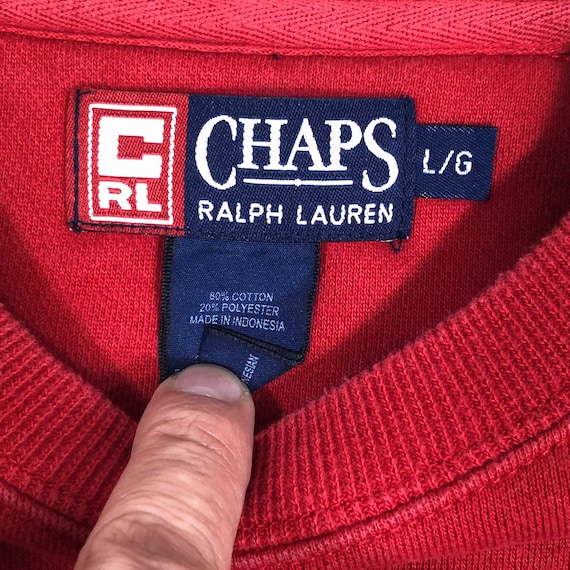 C
RL
CHAPS
RALPH LAUREN
L/G
80% COTTON
20% POLYESTER
MADE IN INDONESIA